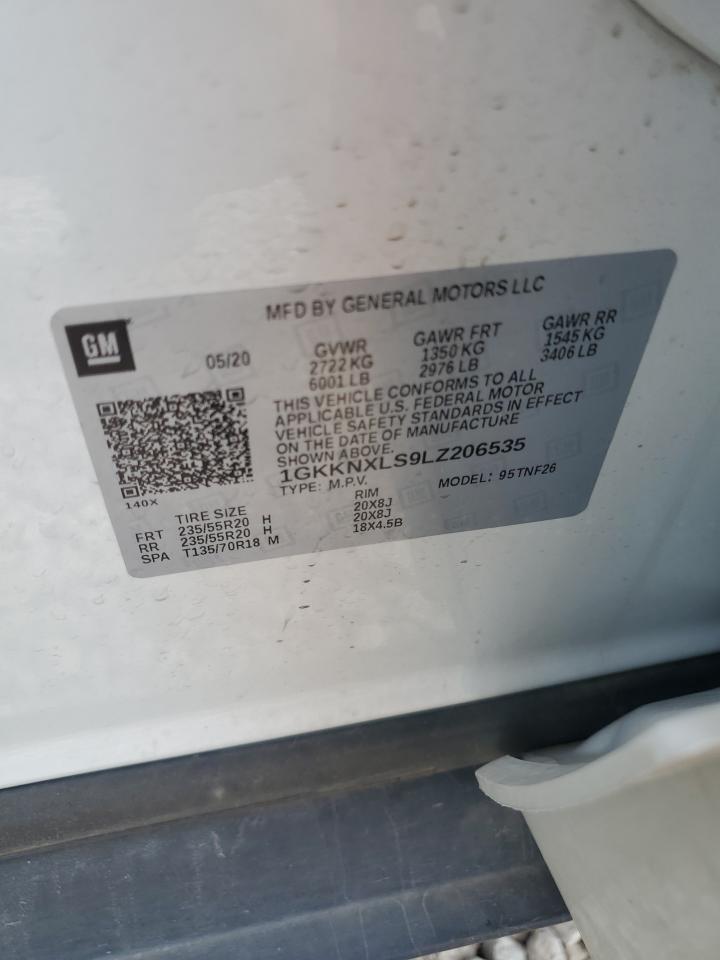 MFD BY GENERAL MOTORS LLC
GM
05/20
GVWR
2722 KG
6001 LB
GAWR FRT
1350 KG
2976 LB
GAWR RR
1545 KG
3406 LB
THIS VEHICLE CONFORMS TO ALL
APPLICABLE U.S. FEDERAL MOTOR
VEHICLE SAFETY STANDARDS IN EFFECT
ON THE DATE OF MANUFACTURE
SHOWN ABOVE.
1GKKNXLS9LZ206535
TYPE: M.P.V. MODEL: 95TNF26
140X
TIRE SIZE RIM
FRT 235/55R20 H 20X8J
RR 235/55R20 H 20X8J
SPA T135/70R18 M 18X4.5B